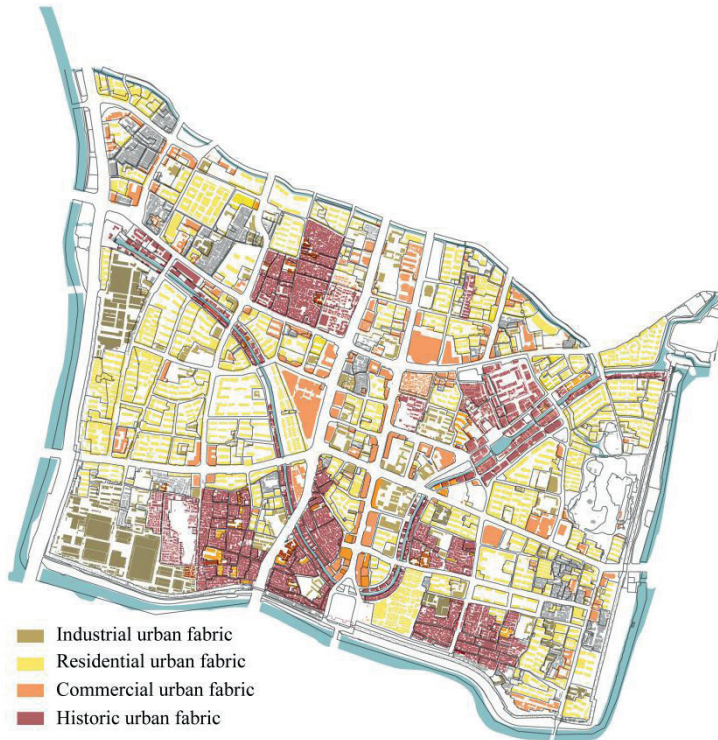 Industrial urban fabric
Residential urban fabric
Commercial urban fabric
Historic urban fabric